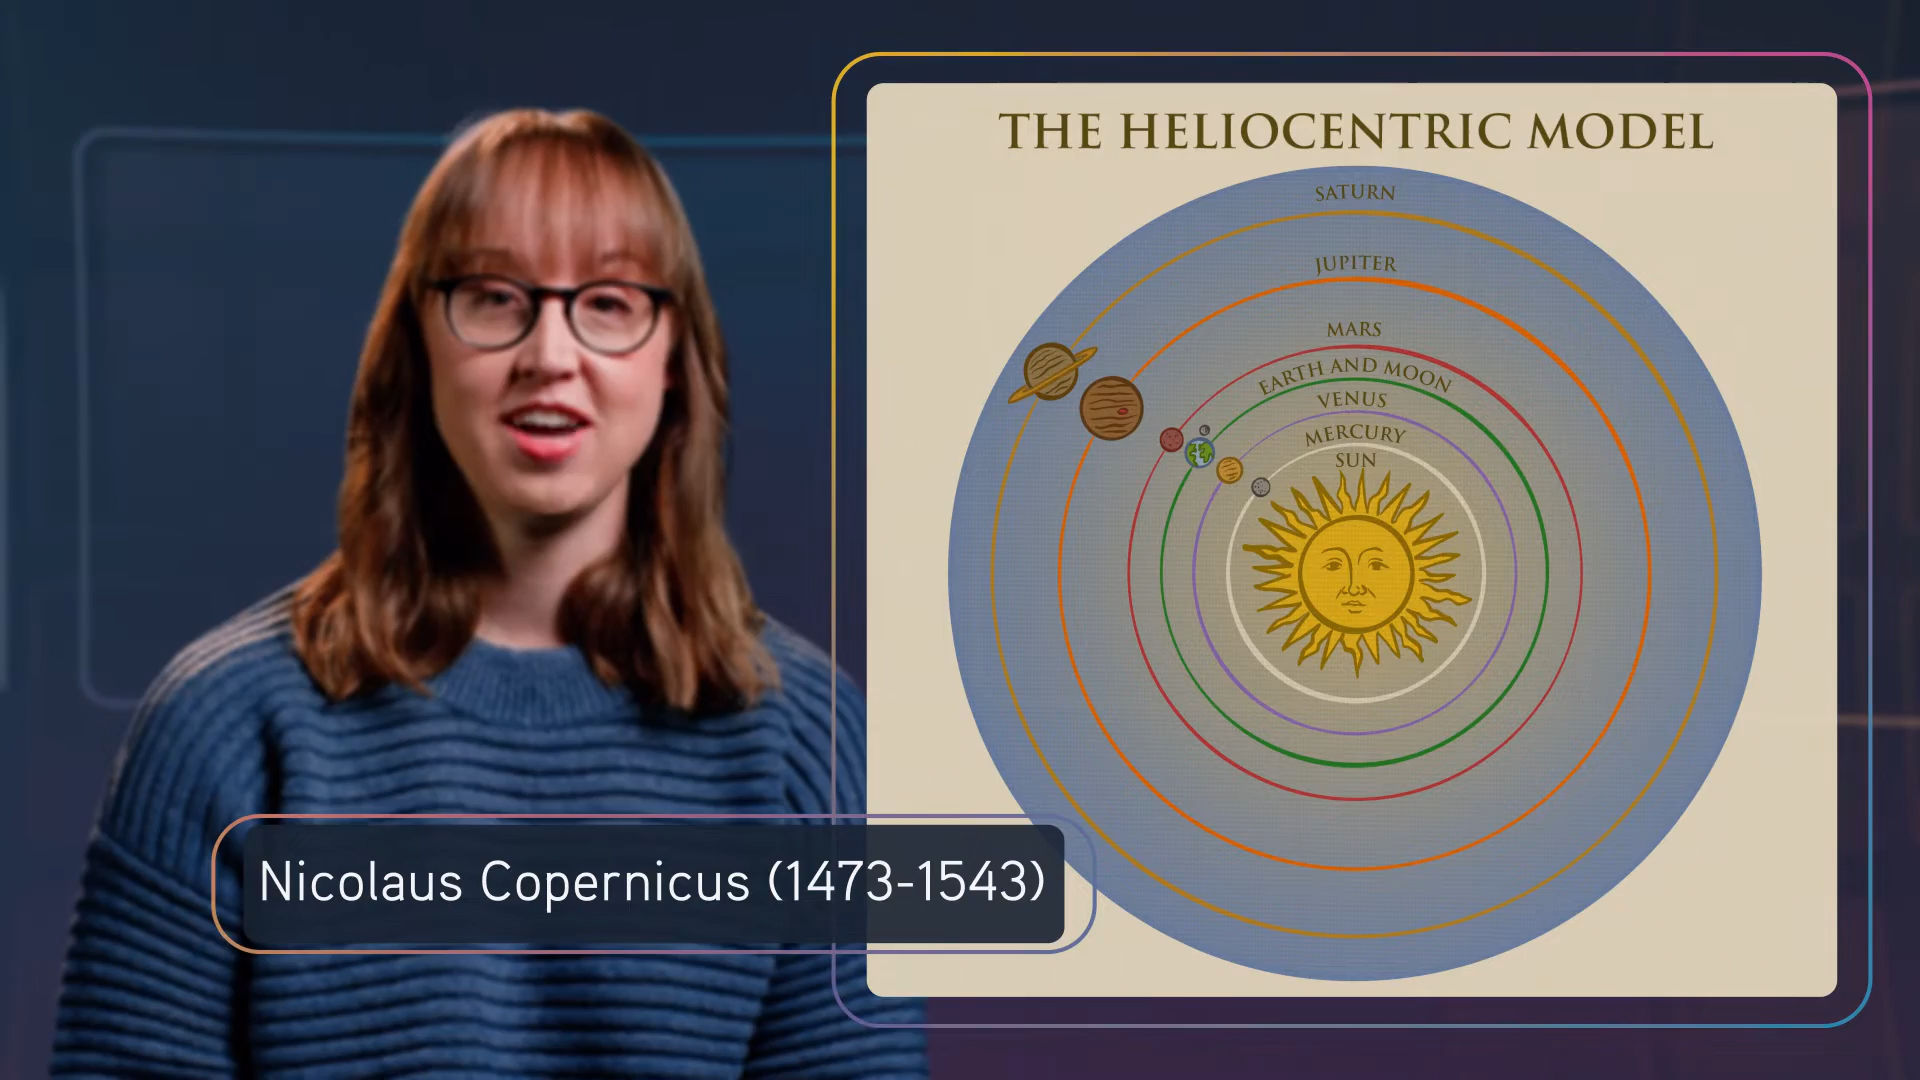 THE HELIOCENTRIC MODEL
SATURN
JUPITER
MARS
EARTH AND MOON
VENUS
MERCURY
SUN
Nicolaus Copernicus (1473-1543)